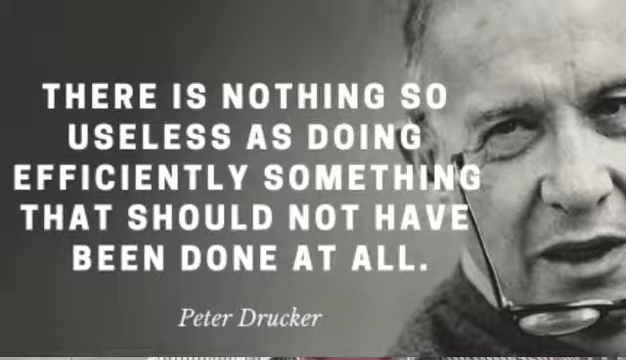 THERE IS NOTHING SO
USELESS AS DOING
EFFICIENTLY SOMETHING
THAT SHOULD NOT HAVE
BEEN DONE AT ALL.
Peter Drucker